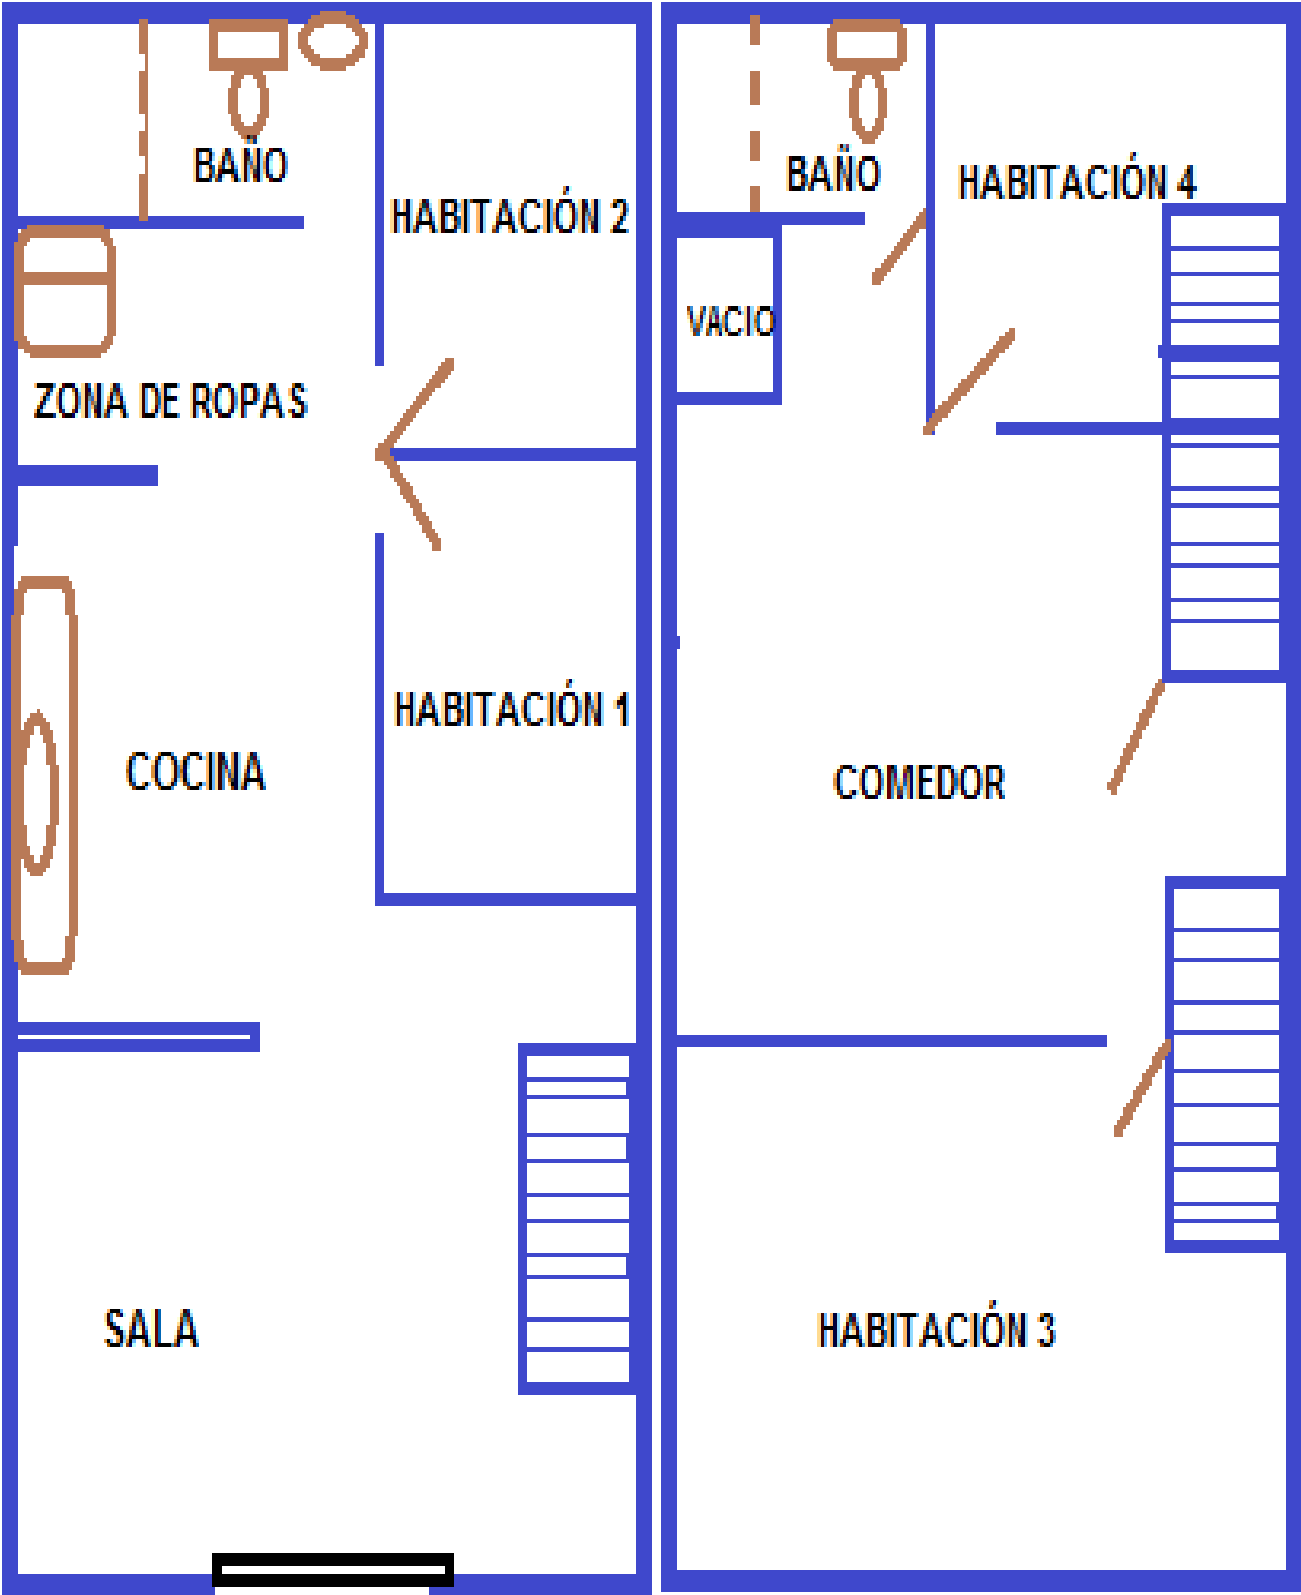 BAÑO
HABITACIÓN 2
ZONA DE ROPAS
HABITACIÓN 1
COCINA
SALA
BAÑO
HABITACIÓN 4
VACIO
COMEDOR
HABITACIÓN 3